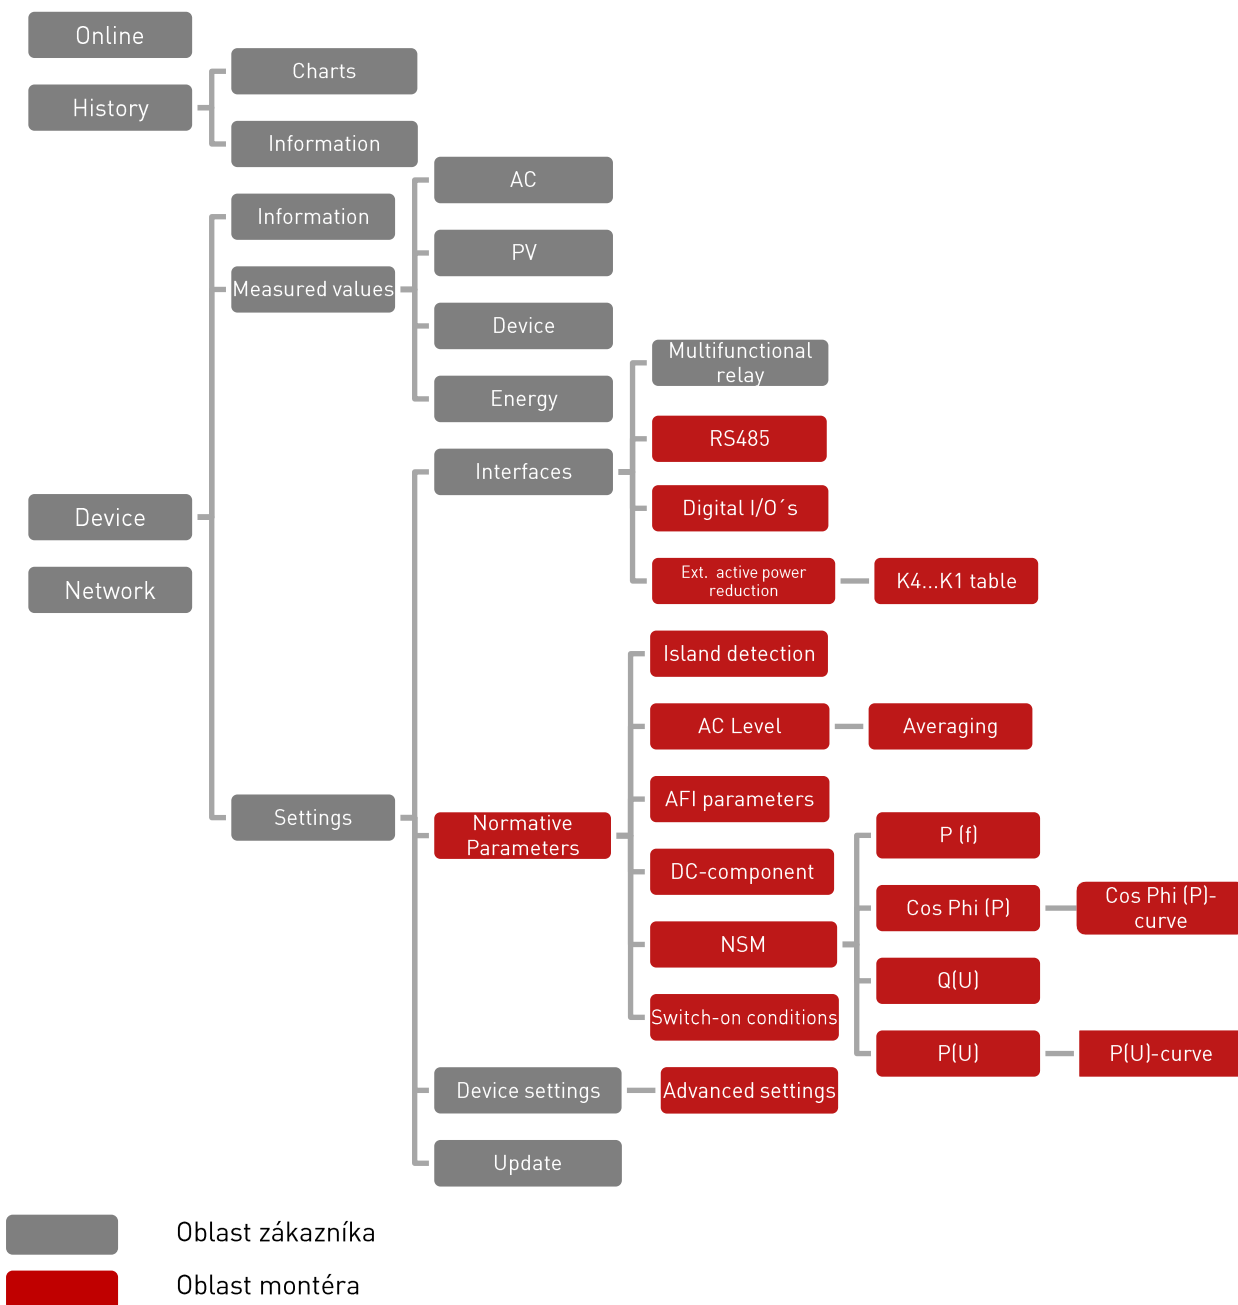 Online
History
Charts
Information
Information
Measured values
AC
PV
Device
Energy
Device
Network
Settings
Interfaces
Multifunctional
relay
RS485
Digital I/O´s
Ext. active power
reduction
K4...K1 table
Normative
Parameters
Island detection
AC Level
Averaging
AFI parameters
DC-component
NSM
P (f)
Cos Phi (P)
Cos Phi (P)-
curve
Q(U)
P(U)
P(U)-curve
Switch-on conditions
Device settings
Advanced settings
Update
Oblast zákazníka
Oblast montéra